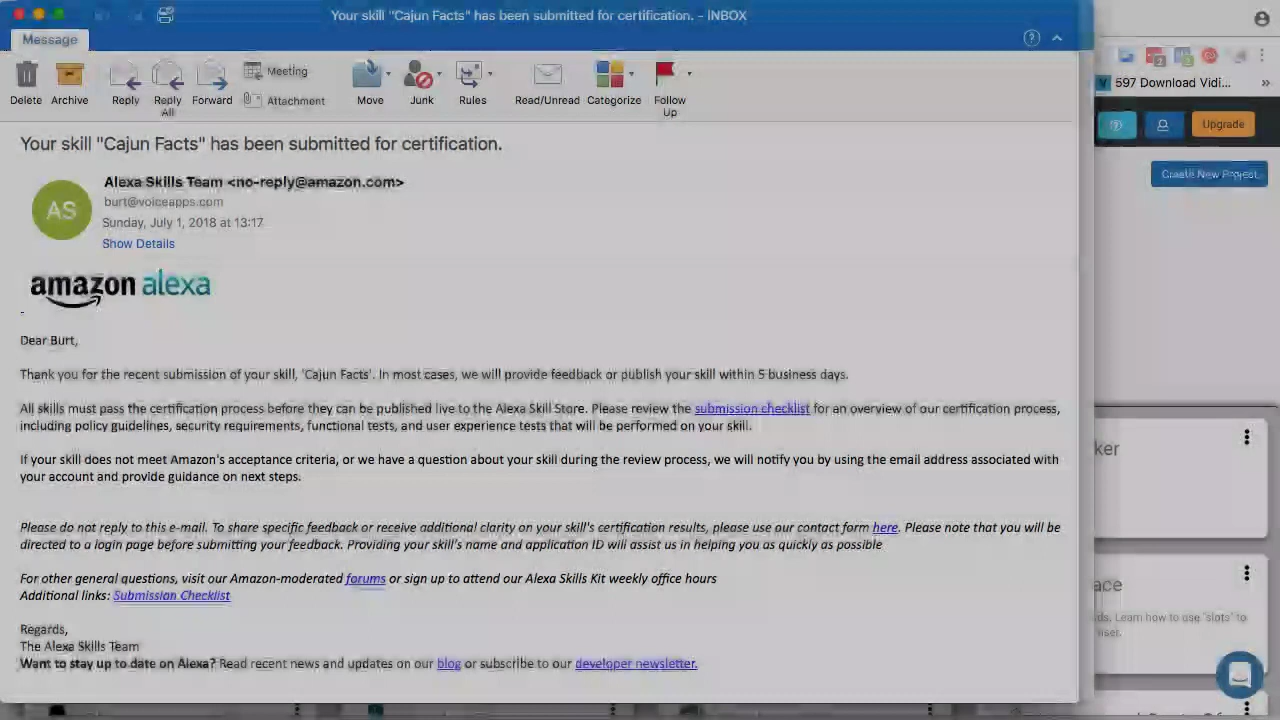 Your skill "Cajun Facts" has been submitted for certification. - INBOX
Message
597 Download Vidi...
Meeting
Attachment
Delete
Archive
Reply
Reply All
Forward
Move
Junk
Rules
Read/Unread
Categorize
Follow Up
Upgrade
Create New Project
Your skill "Cajun Facts" has been submitted for certification.
AS
Alexa Skills Team <no-reply@amazon.com>
burt@voiceapps.com
Sunday, July 1, 2018 at 13:17
Show Details
amazon alexa
Dear Burt,
Thank you for the recent submission of your skill, 'Cajun Facts'. In most cases, we will provide feedback or publish your skill within 5 business days.
All skills must pass the certification process before they can be published live to the Alexa Skill Store. Please review the submission checklist for an overview of our certification process,
including policy guidelines, security requirements, functional tests, and user experience tests that will be performed on your skill.
If your skill does not meet Amazon's acceptance criteria, or we have a question about your skill during the review process, we will notify you by using the email address associated with
your account and provide guidance on next steps.
Please do not reply to this e-mail. To share specific feedback or receive additional clarity on your skill's certification results, please use our contact form here. Please note that you will be
directed to a login page before submitting your feedback. Providing your skill's name and application ID will assist us in helping you as quickly as possible
For other general questions, visit our Amazon-moderated forums or sign up to attend our Alexa Skills Kit weekly office hours
Additional links: Submission Checklist
Regards,
The Alexa Skills Team
Want to stay up to date on Alexa? Read recent news and updates on our blog or subscribe to our developer newsletter.
ker
ace
ds. Learn how to use 'slots' to
user.